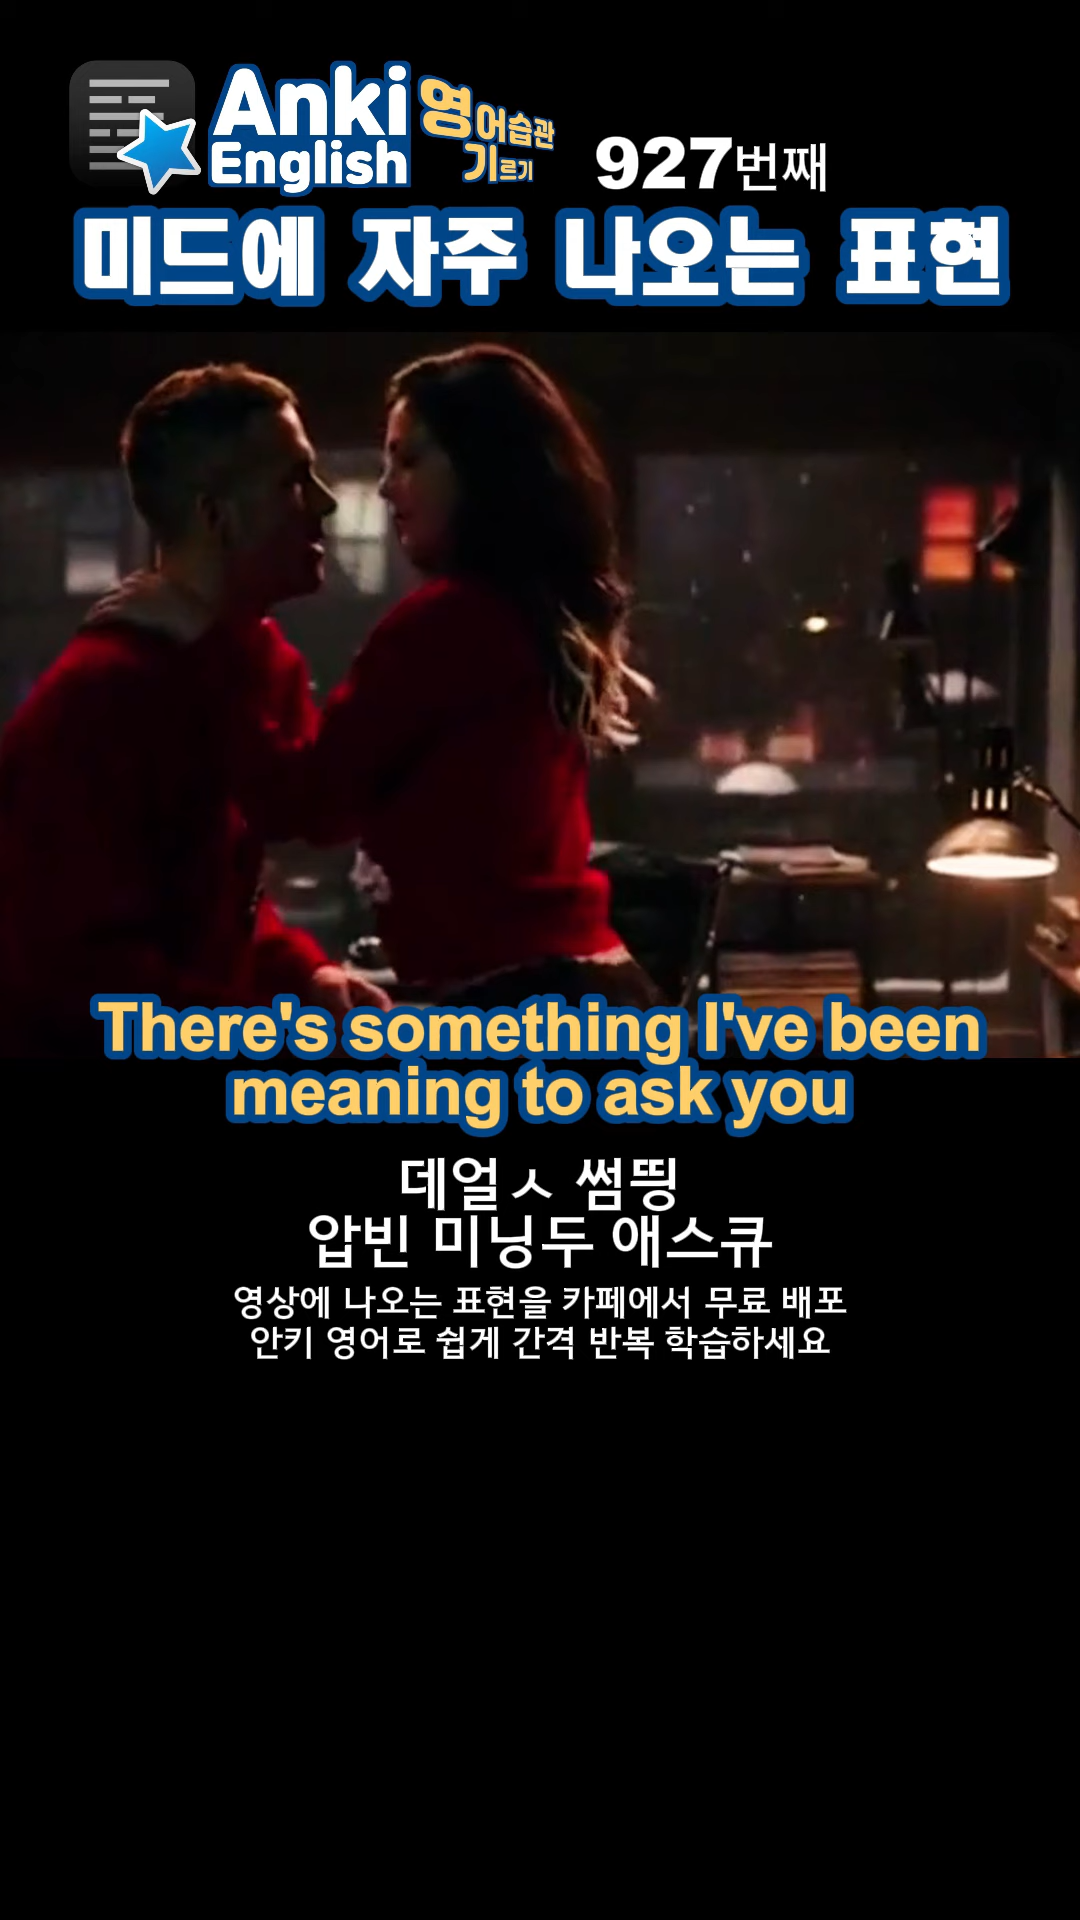 Anki
English
영어습관
기르기
927번째
미드에 자주 나오는 표현
There's something I've been
meaning to ask you
데얼ㅅ 썸띵
압빈 미닝두 애스큐
영상에 나오는 표현을 카페에서 무료 배포
안키 영어로 쉽게 간격 반복 학습하세요